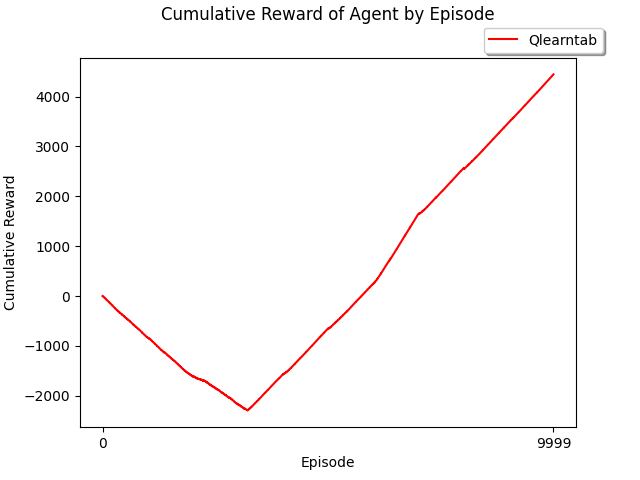 Cumulative Reward of Agent by Episode
Qlearntab
4000
3000
2000
1000
0
−1000
−2000
Cumulative Reward
0
9999
Episode